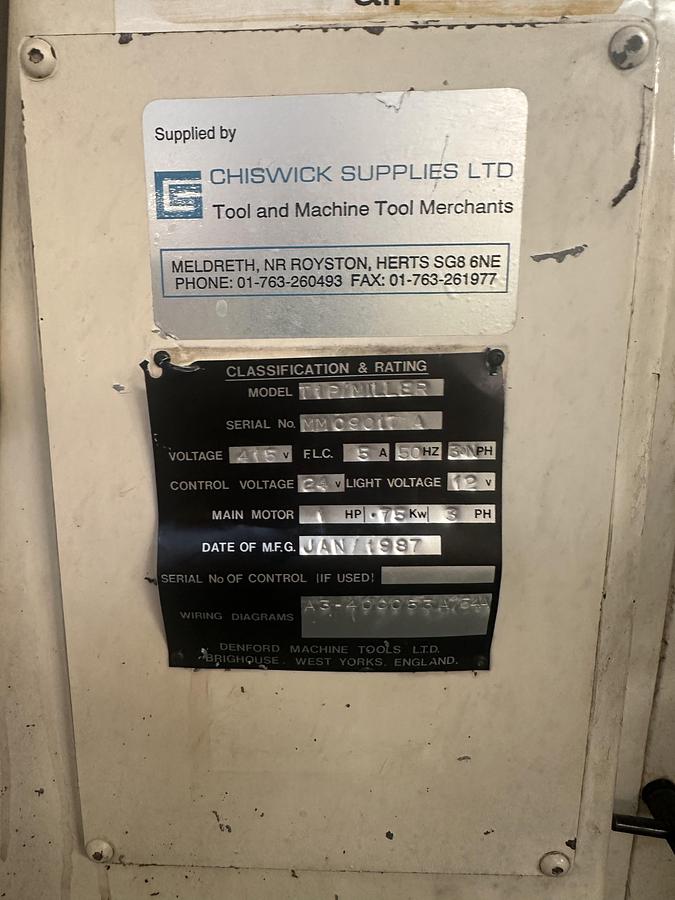 Supplied by
CHISWICK SUPPLIES LTD
Tool and Machine Tool Merchants
MELDRETH, NR ROYSTON, HERTS SG8 6NE
PHONE: 01-763-260493 FAX: 01-763-261977
CLASSIFICATION & RATING
MODEL TIPIMILLER
SERIAL No. MM09017 A
VOLTAGE 415 V F.L.C. 5 A 50 HZ 3N PH
CONTROL VOLTAGE 24 V LIGHT VOLTAGE 12 V
MAIN MOTOR 1 HP .75 Kw 3 PH
DATE OF M.F.G. JAN / 1987
SERIAL No OF CONTROL (IF USED)
WIRING DIAGRAMS
DENFORD MACHINE TOOLS LTD.
BRIGHOUSE. WEST YORKS. ENGLAND.